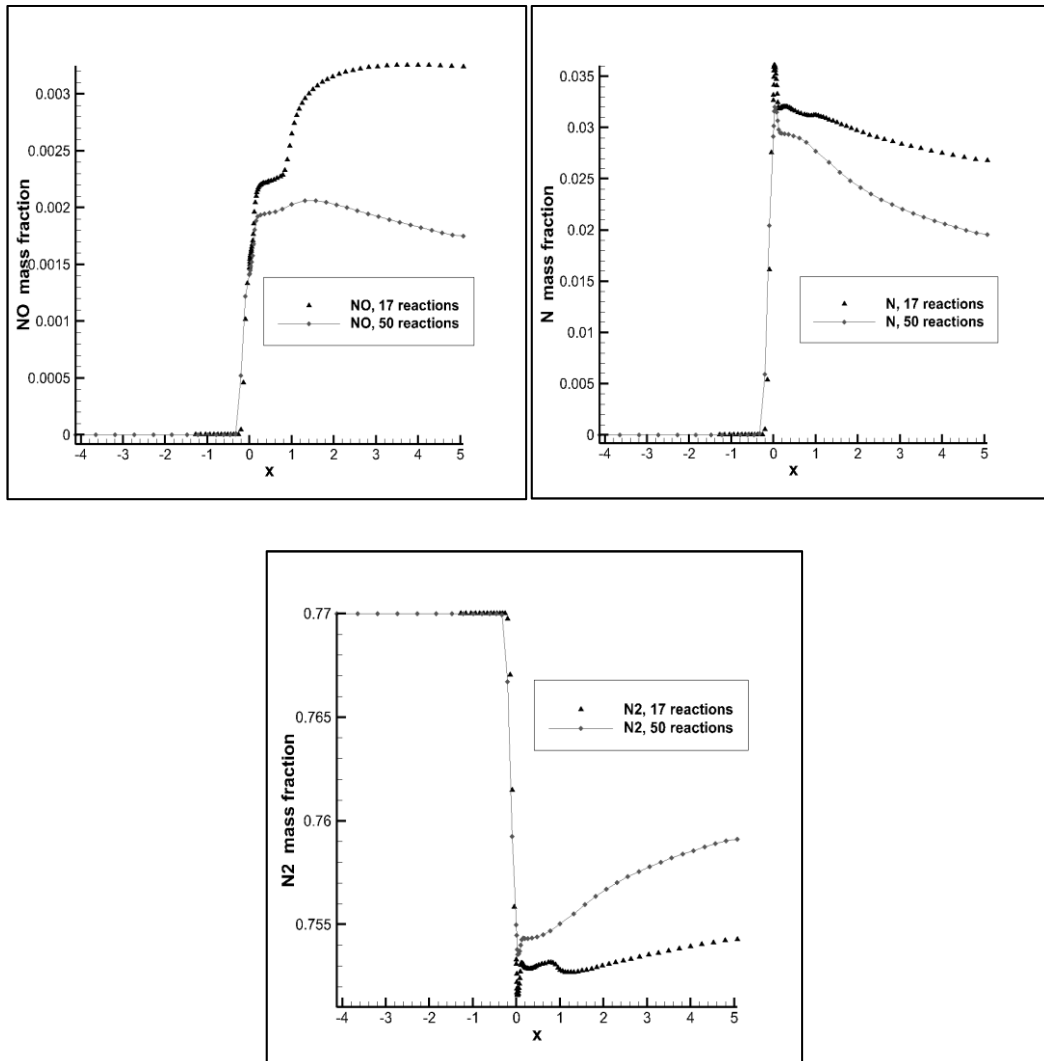 NO mass fraction
0.003
0.0025
0.002
0.0015
0.001
0.0005
0
NO, 17 reactions
NO, 50 reactions
-4 -3 -2 -1 0 1 2 3 4 5
X
N mass fraction
0.035
0.03
0.025
0.02
0.015
0.01
0.005
0
N, 17 reactions
N, 50 reactions
-4 -3 -2 -1 0 1 2 3 4 5
X
N2 mass fraction
0.77
0.765
0.76
0.755
N2, 17 reactions
N2, 50 reactions
-4 -3 -2 -1 0 1 2 3 4 5
X